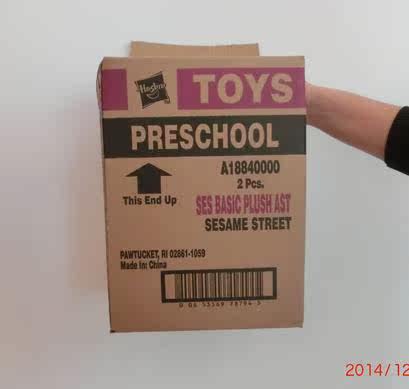 Hasbro
TOYS
PRESCHOOL
A18840000
2 Pcs.
This End Up
SES BASIC PLUSH AST
SESAME STREET
PAWTUCKET, RI 02861-1059
Made in: China
2014/12